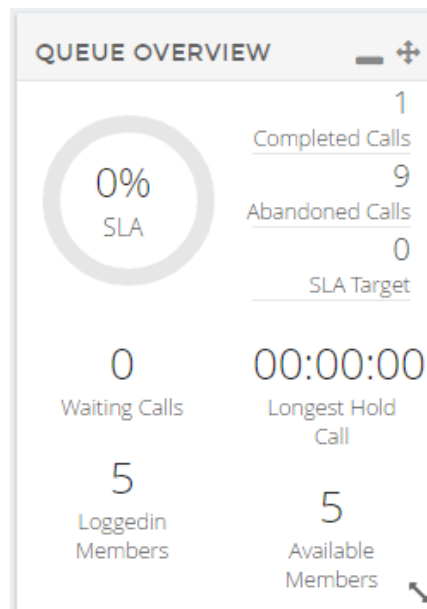 QUEUE OVERVIEW
0%
SLA
1
Completed Calls
9
Abandoned Calls
0
SLA Target
0
Waiting Calls
00:00:00
Longest Hold
Call
5
Loggedin
Members
5
Available
Members